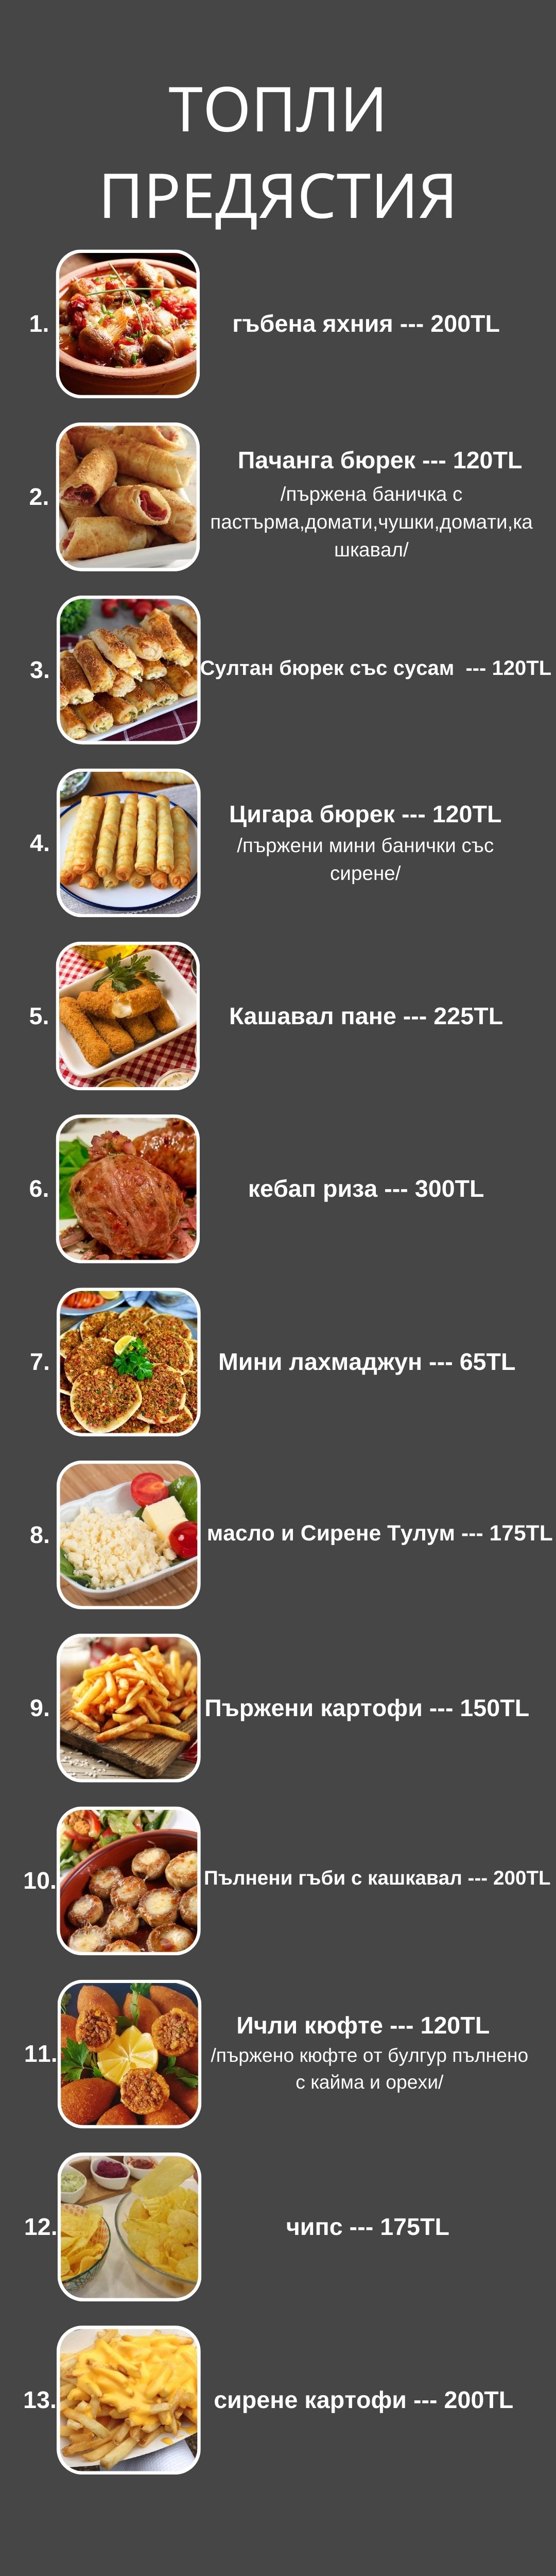 ТОПЛИ
ПРЕДЯСТИЯ
1.
гъбена яхния --- 200TL
2.
Пачанга бюрек --- 120TL
/пържена баничка с
пастърма,домати,чушки,домати,ка
шкавал/
3.
Султан бюрек със сусам --- 120TL
4.
Цигара бюрек --- 120TL
/пържени мини банички със
сирене/
5.
Кашавал пане --- 225TL
6.
кебап риза --- 300TL
7.
Мини лахмаджун --- 65TL
8.
масло и Сирене Тулум --- 175TL
9.
Пържени картофи --- 150TL
10.
Пълнени гъби с кашкавал --- 200TL
11.
Ичли кюфте --- 120TL
/пържено кюфте от булгур пълнено
с кайма и орехи/
12.
чипс --- 175TL
13.
сирене картофи --- 200TL